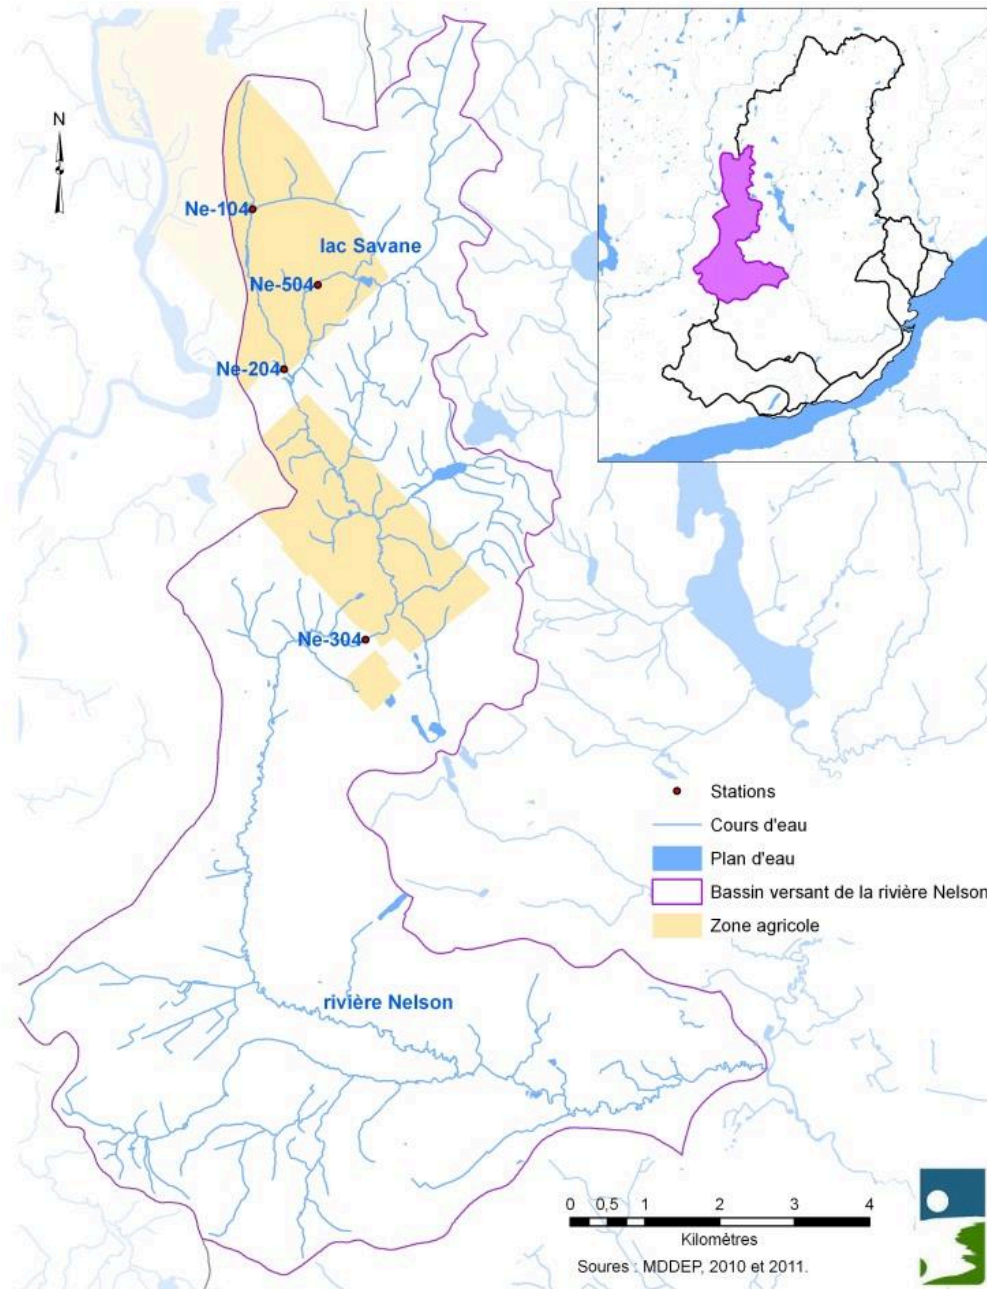 N
Ne-104
lac Savane
Ne-504
Ne-204
Ne-304
Stations
Cours d'eau
Plan d'eau
Bassin versant de la rivière Nelson
Zone agricole
rivière Nelson
0 0,5 1 2 3 4
Kilomètres
Soures : MDDEP, 2010 et 2011.